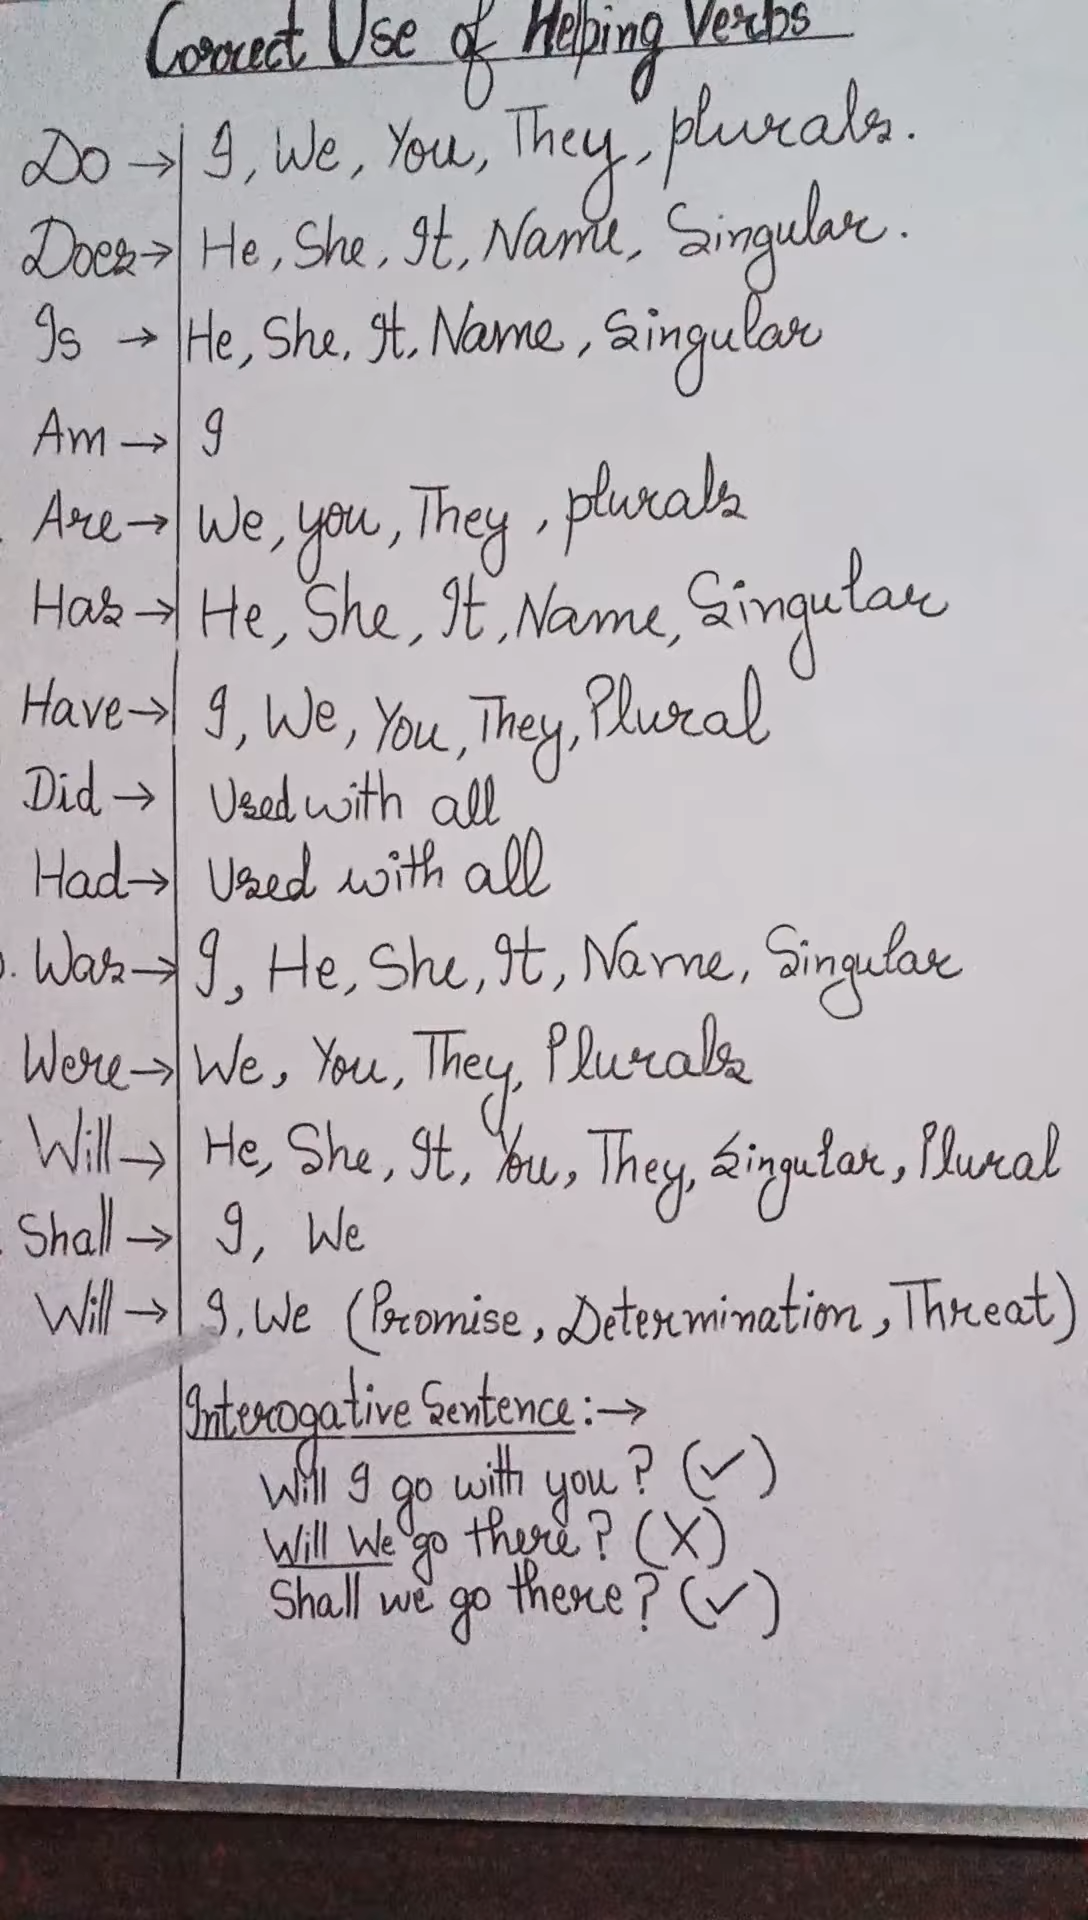 Correct Use of Helping Verbs
Do → I, We, You, They, plurals.
Does → He, She, It, Name, Singular.
Is → He, She, It, Name, Singular
Am → I
Are → We, you, They, plurals
Has → He, She, It, Name, Singular
Have → I, We, You, They, Plural
Did → Used with all
Had → Used with all
Was → I, He, She, It, Name, Singular
Were → We, You, They, Plurals
Will → He, She, It, You, They, Singular, Plural
Shall → I, We
Will → I, We (Promise, Determination, Threat)
Interogative Sentence :→
Will I go with you? (✓)
Will We go there? (X)
Shall we go there? (✓)